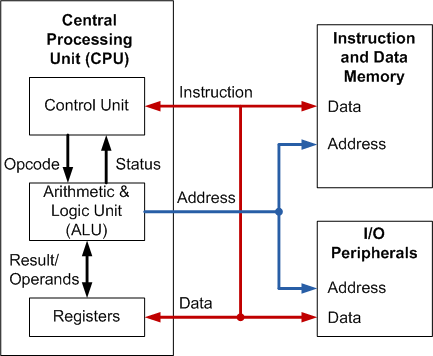 Central
Processing
Unit (CPU)
Control Unit
Opcode
Status
Arithmetic &
Logic Unit
(ALU)
Result/
Operands
Registers
Instruction
Address
Data
Instruction
and Data
Memory
Data
Address
I/O
Peripherals
Address
Data